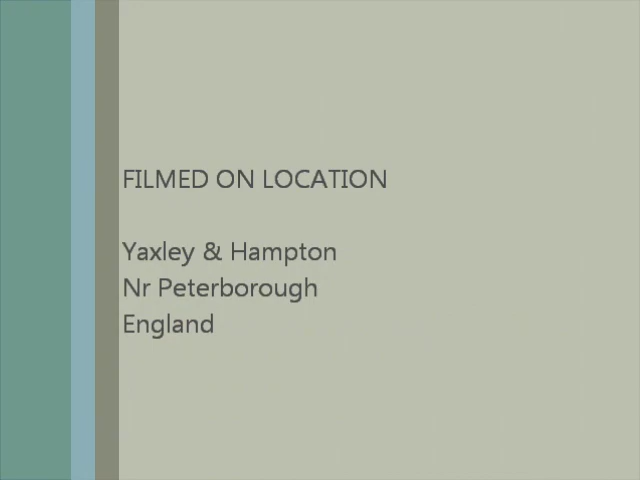 FILMED ON LOCATION
Yaxley & Hampton
Nr Peterborough
England